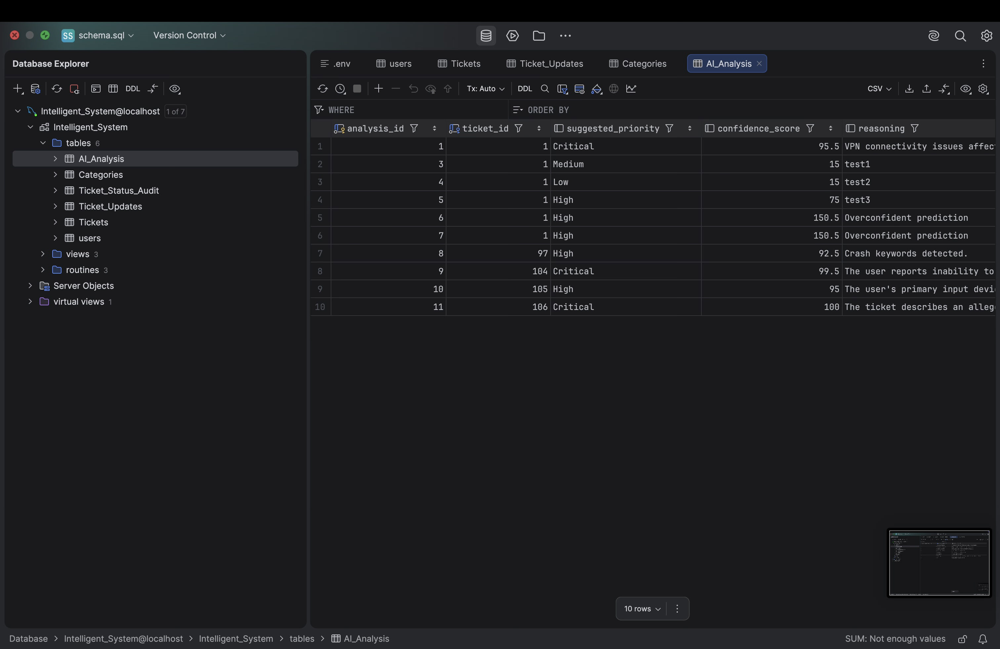 SS schema.sql Version Control
Database Explorer
.env users Tickets Ticket_Updates Categories AI_Analysis
DDL
Tx: Auto DDL CSV
WHERE ORDER BY
Intelligent_System@localhost 1 of 7
Intelligent_System
tables 6
AI_Analysis
Categories
Ticket_Status_Audit
Ticket_Updates
Tickets
users
views 3
routines 3
Server Objects
virtual views 1
analysis_id ticket_id suggested_priority confidence_score reasoning
1 1 1 Critical 95.5 VPN connectivity issues affec
2 3 1 Medium 15 test1
3 4 1 Low 15 test2
4 5 1 High 75 test3
5 6 1 High 150.5 Overconfident prediction
6 7 1 High 150.5 Overconfident prediction
7 8 97 High 92.5 Crash keywords detected.
8 9 104 Critical 99.5 The user reports inability to
9 10 105 High 95 The user's primary input devi
10 11 106 Critical 100 The ticket describes an alleg
10 rows
Database > Intelligent_System@localhost > Intelligent_System > tables > AI_Analysis
SUM: Not enough values